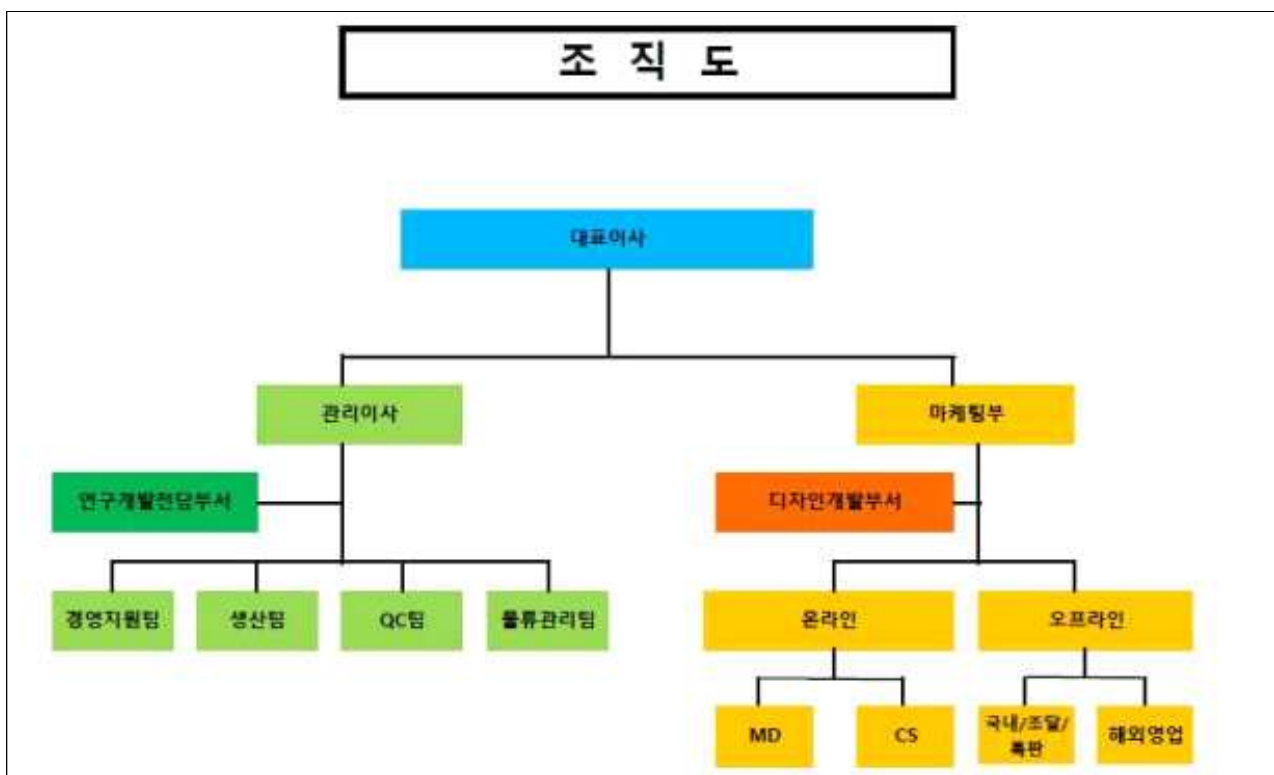 조 직 도
대표이사
관리이사
마케팅부
연구개발전담부서
디자인개발부서
경영지원팀
생산팀
QC팀
물류관리팀
온라인
오프라인
MD
CS
국내/조달/
특판
해외영업